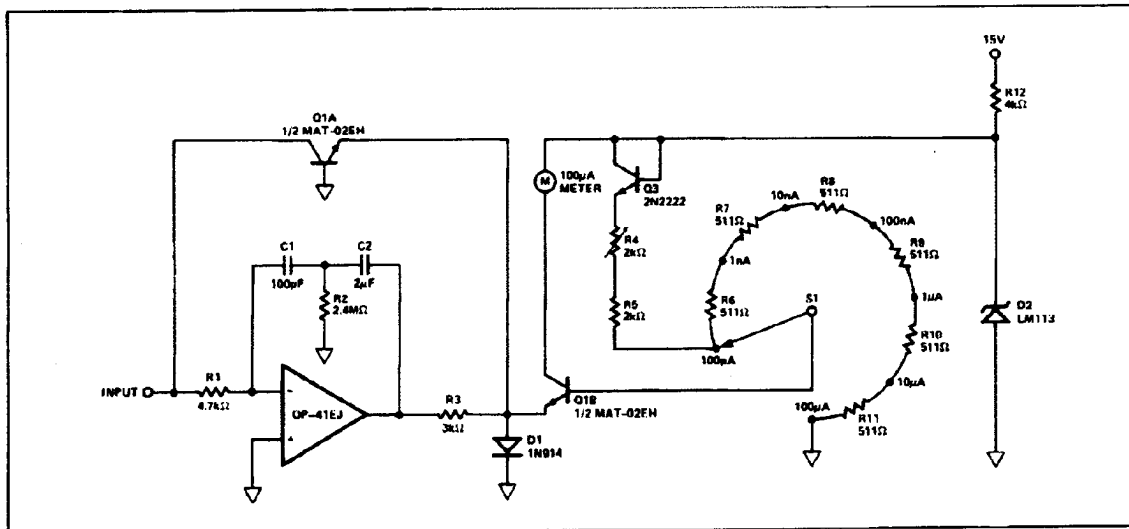 15V
R12
4kΩ
Q1A
1/2 MAT-02EH
M
100μA
METER
Q3
2N2222
R4
2kΩ
R5
2kΩ
R7
511Ω
10nA
R8
511Ω
100nA
R9
511Ω
1nA
R6
511Ω
S1
1μA
R10
511Ω
100μA
10μA
100μA
R11
511Ω
D2
LM113
C1
100pF
C2
2μF
R2
2.4MΩ
INPUT
R1
4.7kΩ
-
+
OP-41EJ
R3
3kΩ
D1
1N914
Q1B
1/2 MAT-02EH